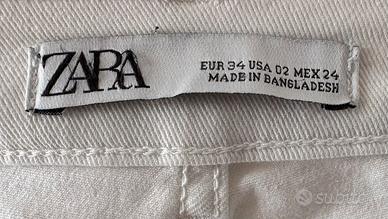 ZARA
EUR 34 USA 02 MEX 24
MADE IN BANGLADESH
subito